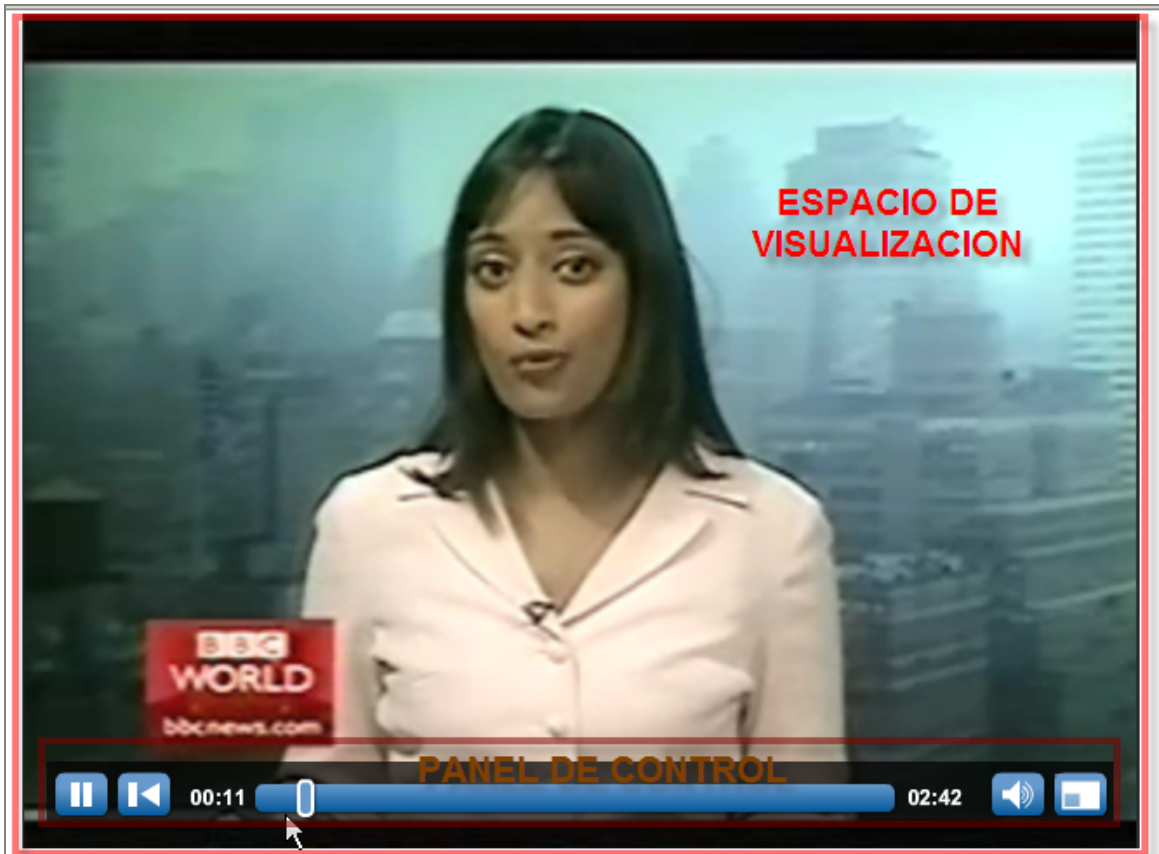 ESPACIO DE
VISUALIZACION
BBC
WORLD
bbcnews.com
PANEL DE CONTROL
00:11
02:42